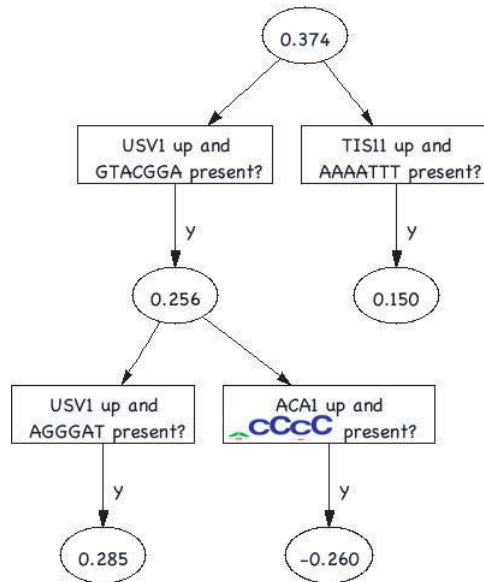 0.374
USV1 up and
GTACGGA present?
TIS11 up and
AAAATTT present?
Y
Y
0.256
0.150
USV1 up and
AGGGAT present?
ACA1 up and
CCCC present?
Y
Y
0.285
-0.260